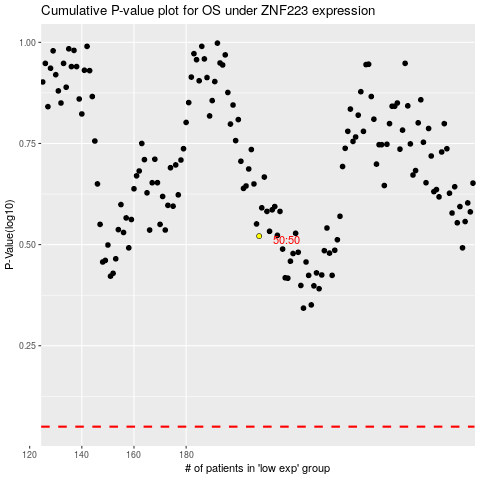 Cumulative P-value plot for OS under ZNF223 expression
P-Value(log10)
1.00
0.75
0.50
0.25
50:50
120 140 160 180
# of patients in 'low exp' group